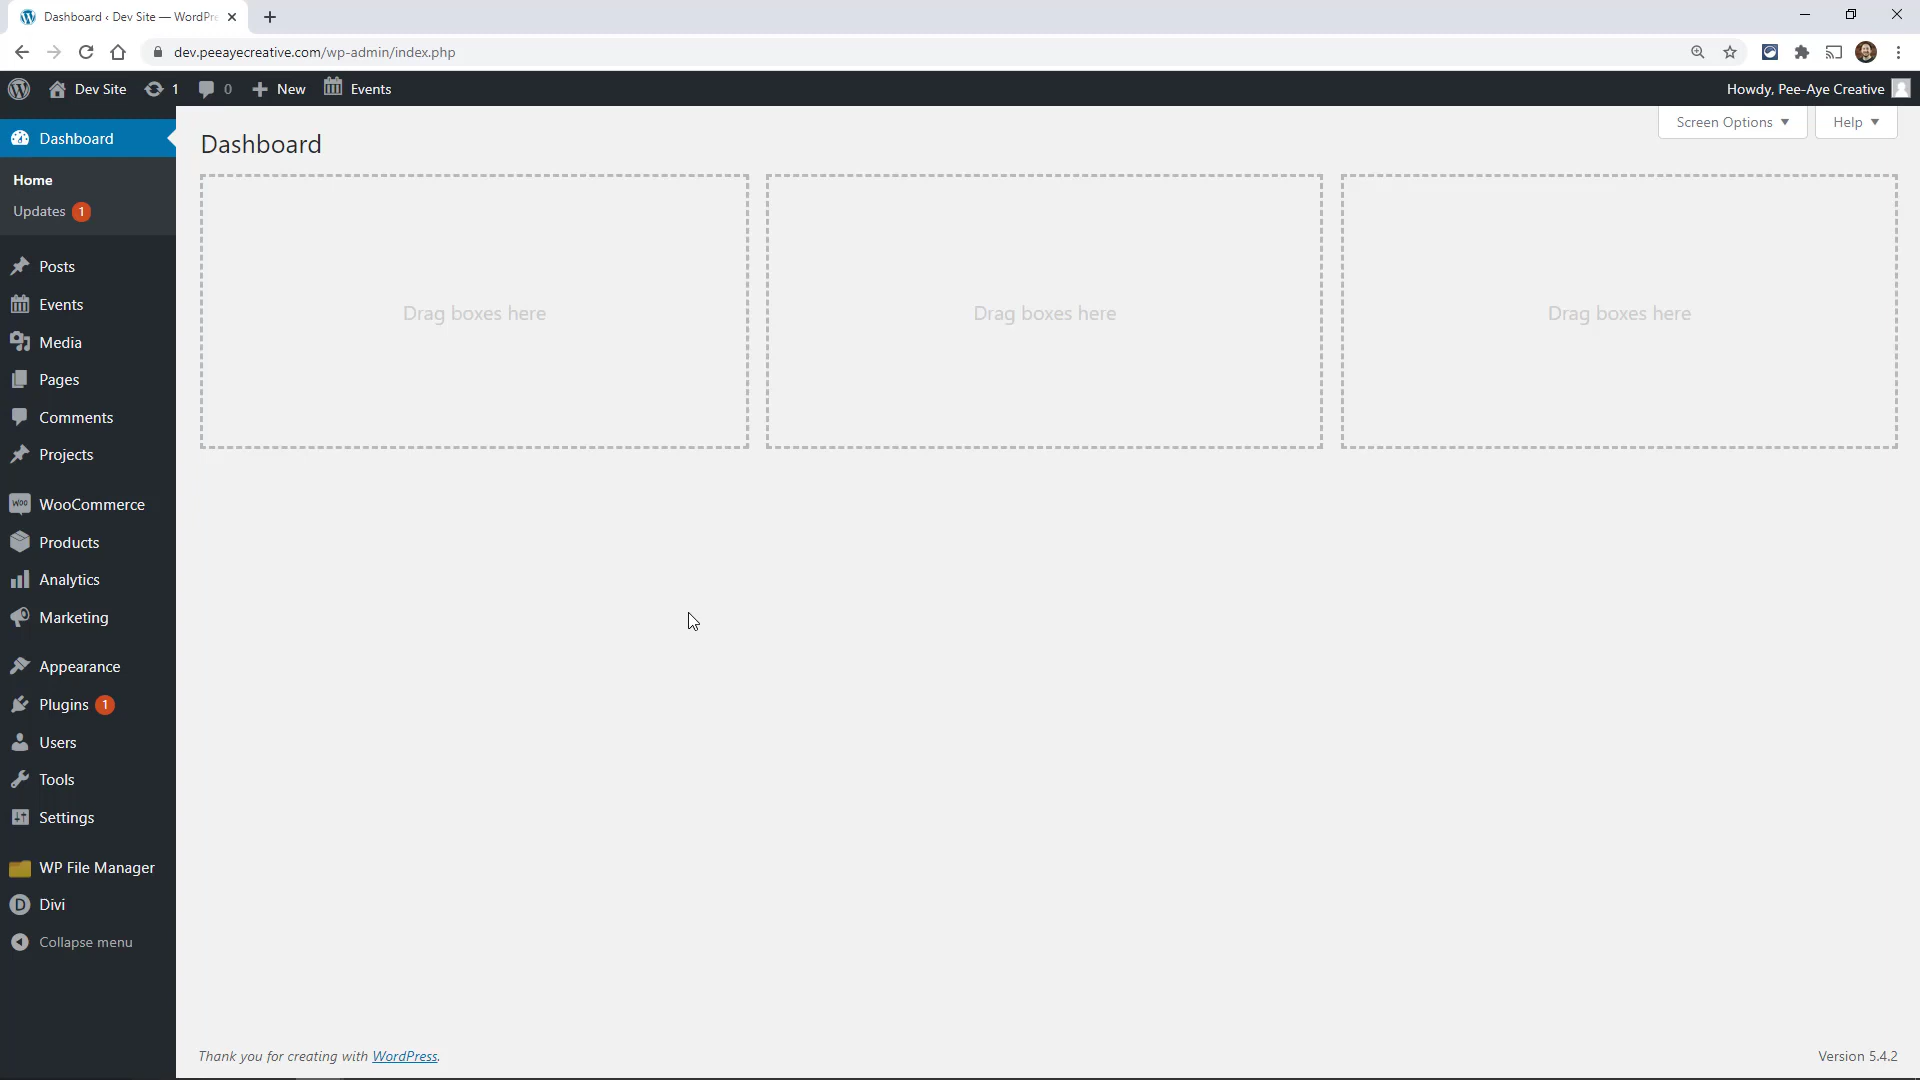 Dashboard ‹ Dev Site — WordPre
dev.peeayecreative.com/wp-admin/index.php
Dev Site 1 0 New Events Howdy, Pee-Aye Creative
Screen Options ▼ Help ▼
Dashboard
Dashboard
Home
Updates 1
Posts
Events
Media
Pages
Comments
Projects
WooCommerce
Products
Analytics
Marketing
Appearance
Plugins 1
Users
Tools
Settings
WP File Manager
Divi
Collapse menu
Drag boxes here Drag boxes here Drag boxes here
Thank you for creating with WordPress. Version 5.4.2